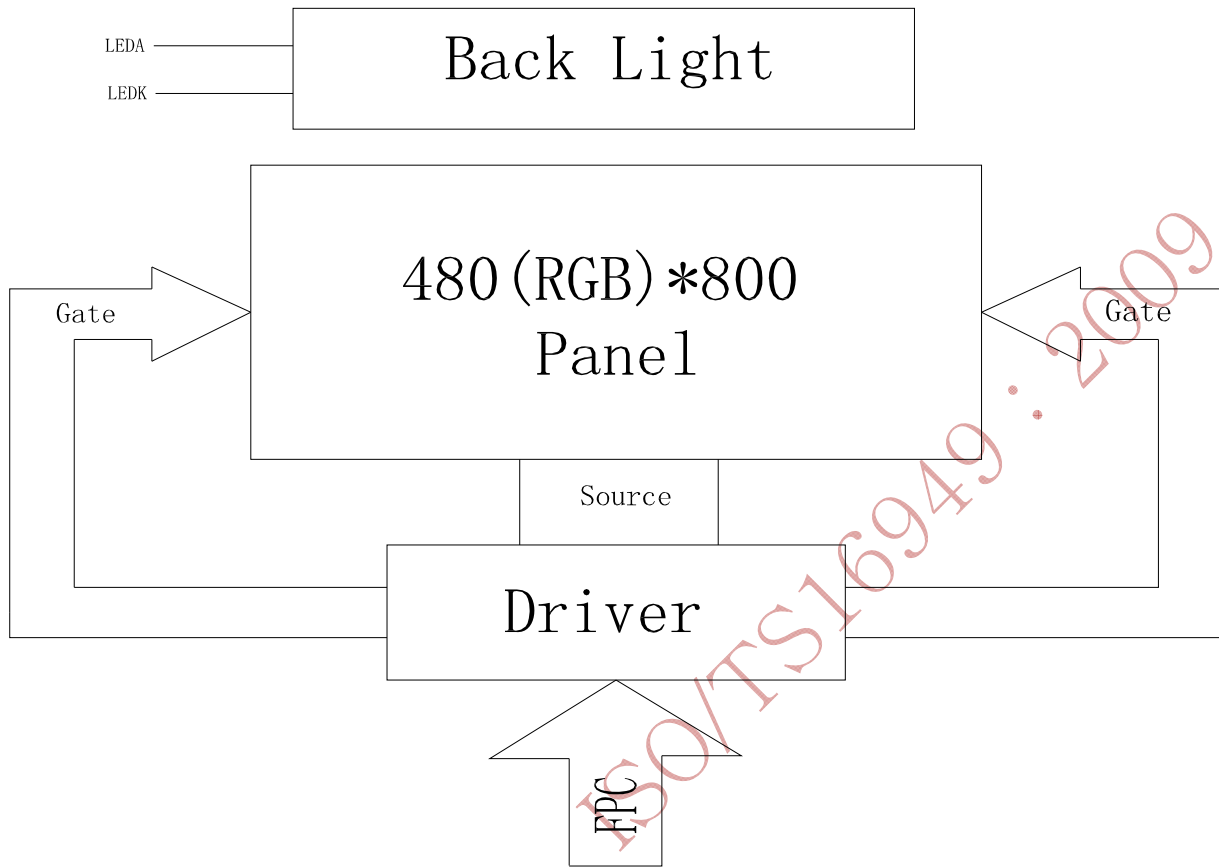 LEDA
Back Light
LEDK
480(RGB)*800
Panel
Gate
Gate
Source
Driver
FPC
ISO/TS16949：2009